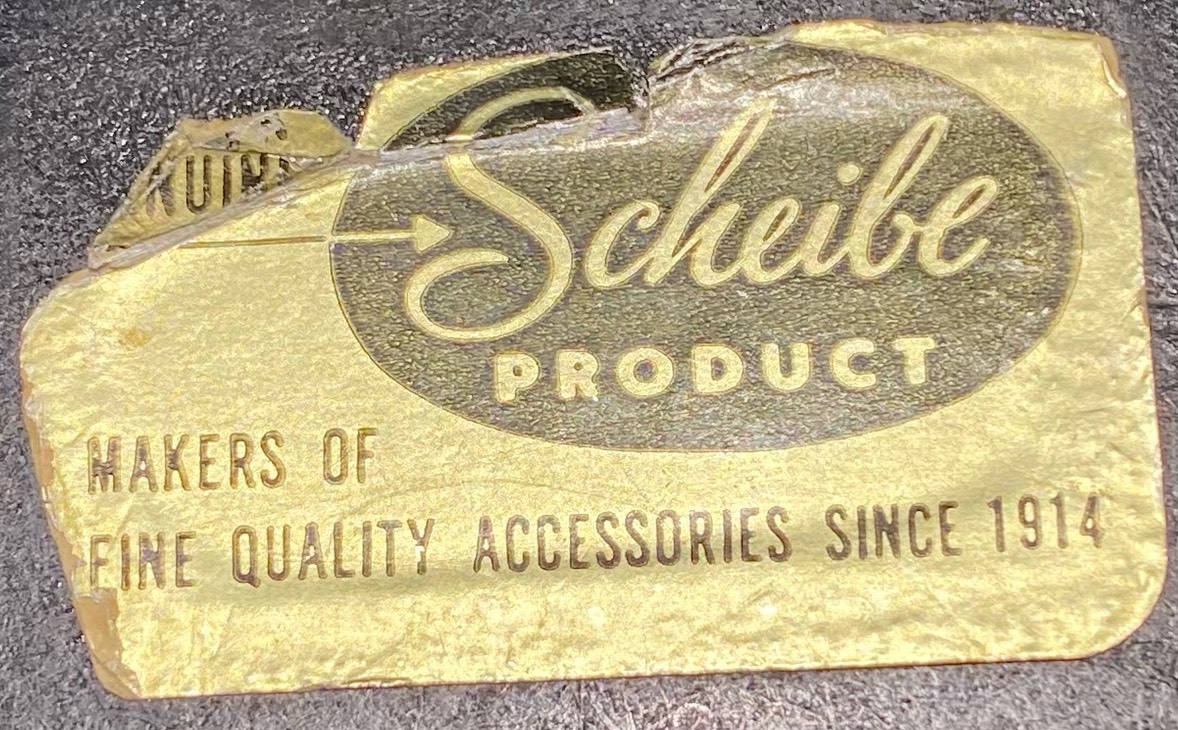 Scheibe
PRODUCT
MAKERS OF
FINE QUALITY ACCESSORIES SINCE 1914